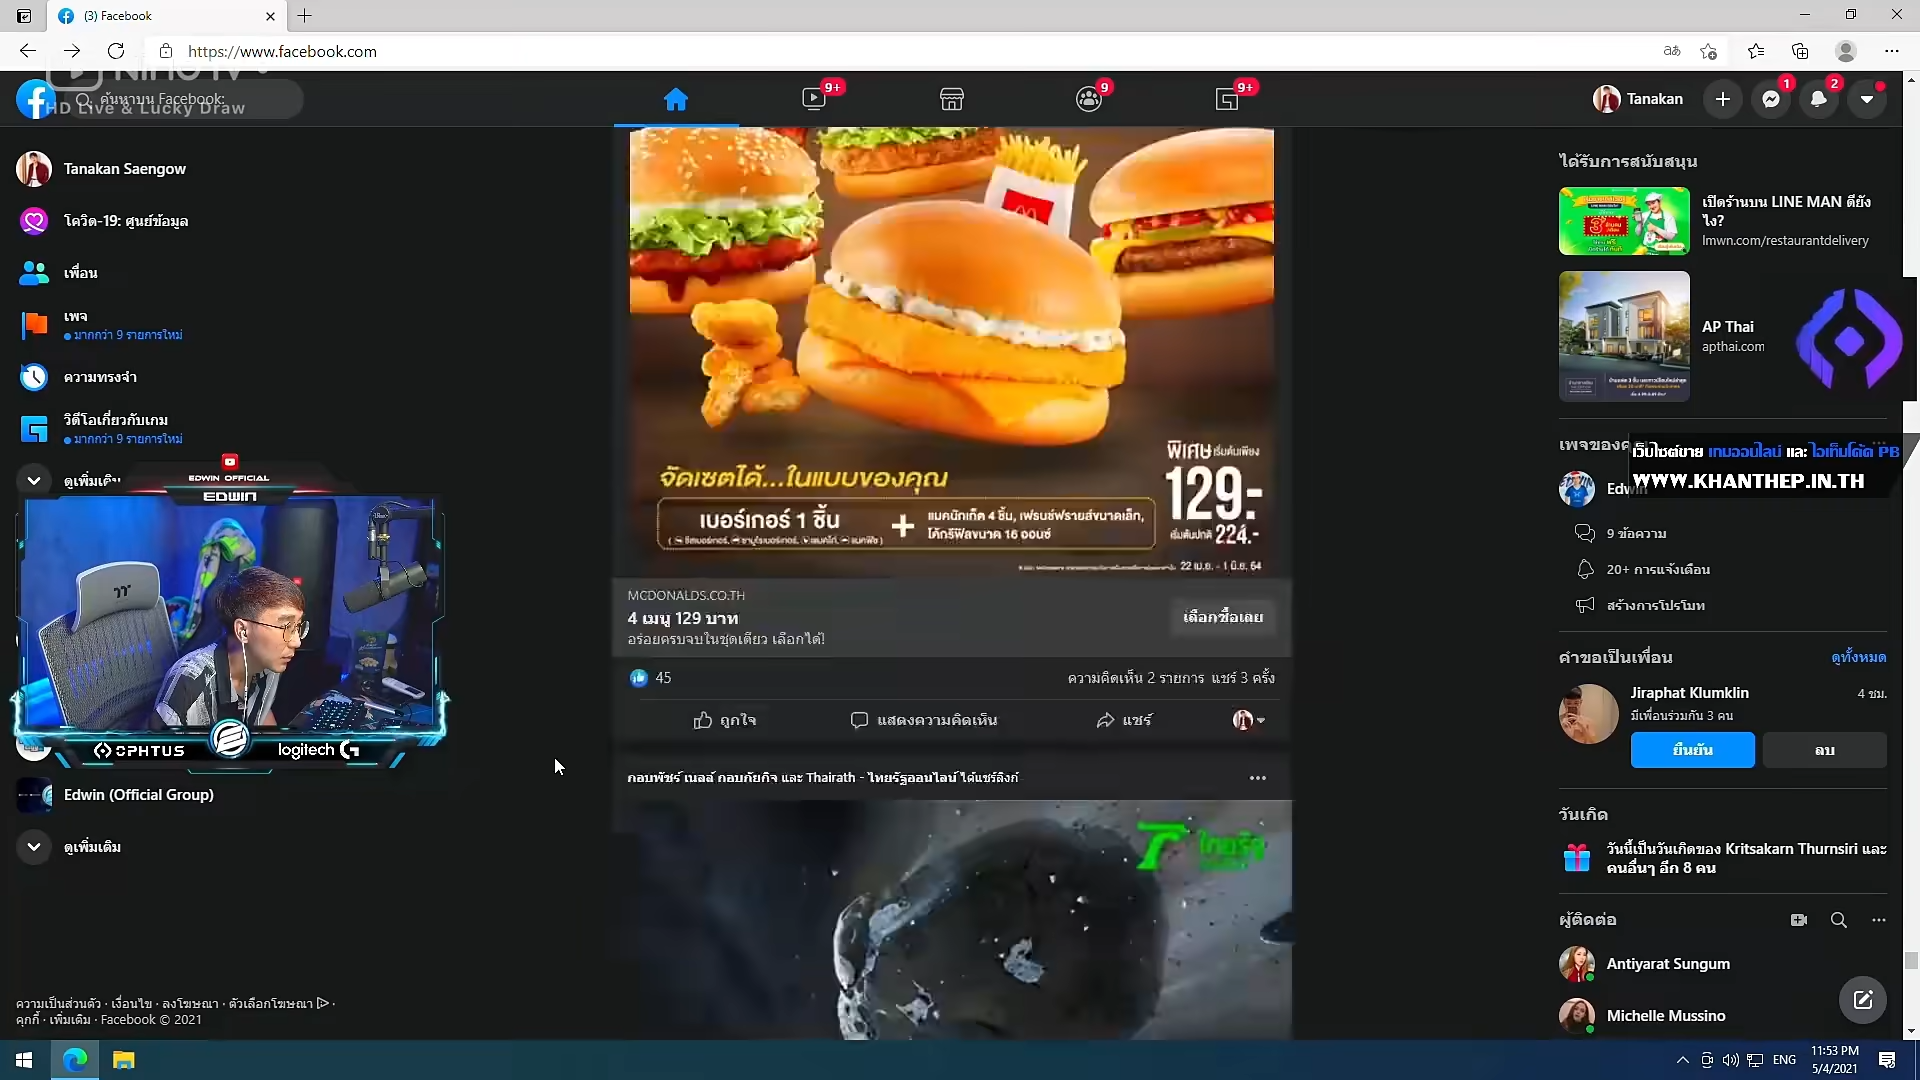 (3) Facebook
https://www.facebook.com
HD Live & Lucky Draw
ค้นหาบน Facebook
9+
9
9+
Tanakan
1
2
Tanakan Saengow
โควิด-19: ศูนย์ข้อมูล
เพื่อน
เพจ
มากกว่า 9 รายการใหม่
ความทรงจำ
วิดีโอเกี่ยวกับเกม
มากกว่า 9 รายการใหม่
ดูเพิ่มเติม
EDWIN OFFICIAL
EDWIN
OPHTUS
logitech G
Edwin (Official Group)
ดูเพิ่มเติม
ความเป็นส่วนตัว · เงื่อนไข · ลงโฆษณา · ตัวเลือกโฆษณา ·
คุกกี้ · เพิ่มเติม · Facebook © 2021
จัดเซตได้...ในแบบของคุณ
พิเศษเริ่มต้นเพียง
129.-
เริ่มต้นปกติ 224.-
เบอร์เกอร์ 1 ชิ้น
+
แมคนักเก็ต 4 ชิ้น, เฟรนช์ฟรายส์ขนาดเล็ก,
โค้กรีฟิลขนาด 16 ออนซ์
22 เม.ย. - 1 มิ.ย. 64
MCDONALDS.CO.TH
4 เมนู 129 บาท
อร่อยครบจบในชุดเดียว เลือกได้!
เลือกซื้อเลย
45
ความคิดเห็น 2 รายการ แชร์ 3 ครั้ง
ถูกใจ
แสดงความคิดเห็น
แชร์
กอบพัชร์ เนลล์ กอบภัยกิจ และ Thairath - ไทยรัฐออนไลน์ ได้แชร์ลิงก์
ไทยรัฐ
ได้รับการสนับสนุน
เปิดร้านบน LINE MAN ดียัง
ไง?
lmwn.com/restaurantdelivery
AP Thai
apthai.com
เว็บไซต์ขาย เกมออนไลน์ และ ไอเท็มโค้ด PB
WWW.KHANTHEP.IN.TH
เพจของคุ
Edwin
9 ข้อความ
20+ การแจ้งเตือน
สร้างการโปรโมท
คำขอเป็นเพื่อน
ดูทั้งหมด
Jiraphat Klumklin
4 ชม.
มีเพื่อนร่วมกัน 3 คน
ยืนยัน
ลบ
วันเกิด
วันนี้เป็นวันเกิดของ Kritsakarn Thurnsiri และ
คนอื่นๆ อีก 8 คน
ผู้ติดต่อ
Antiyarat Sungum
Michelle Mussino
ENG
11:53 PM
5/4/2021